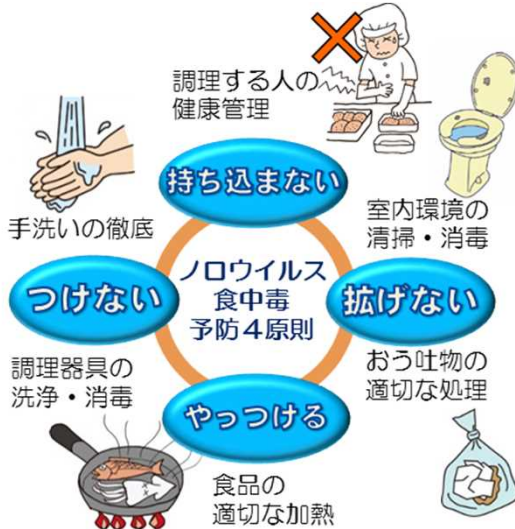 調理する人の
健康管理
持ち込まない
手洗いの徹底
室内環境の
清掃・消毒
つけない
ノロウイルス
食中毒
予防4原則
拡げない
調理器具の
洗浄・消毒
おう吐物の
適切な処理
やっつける
食品の
適切な加熱